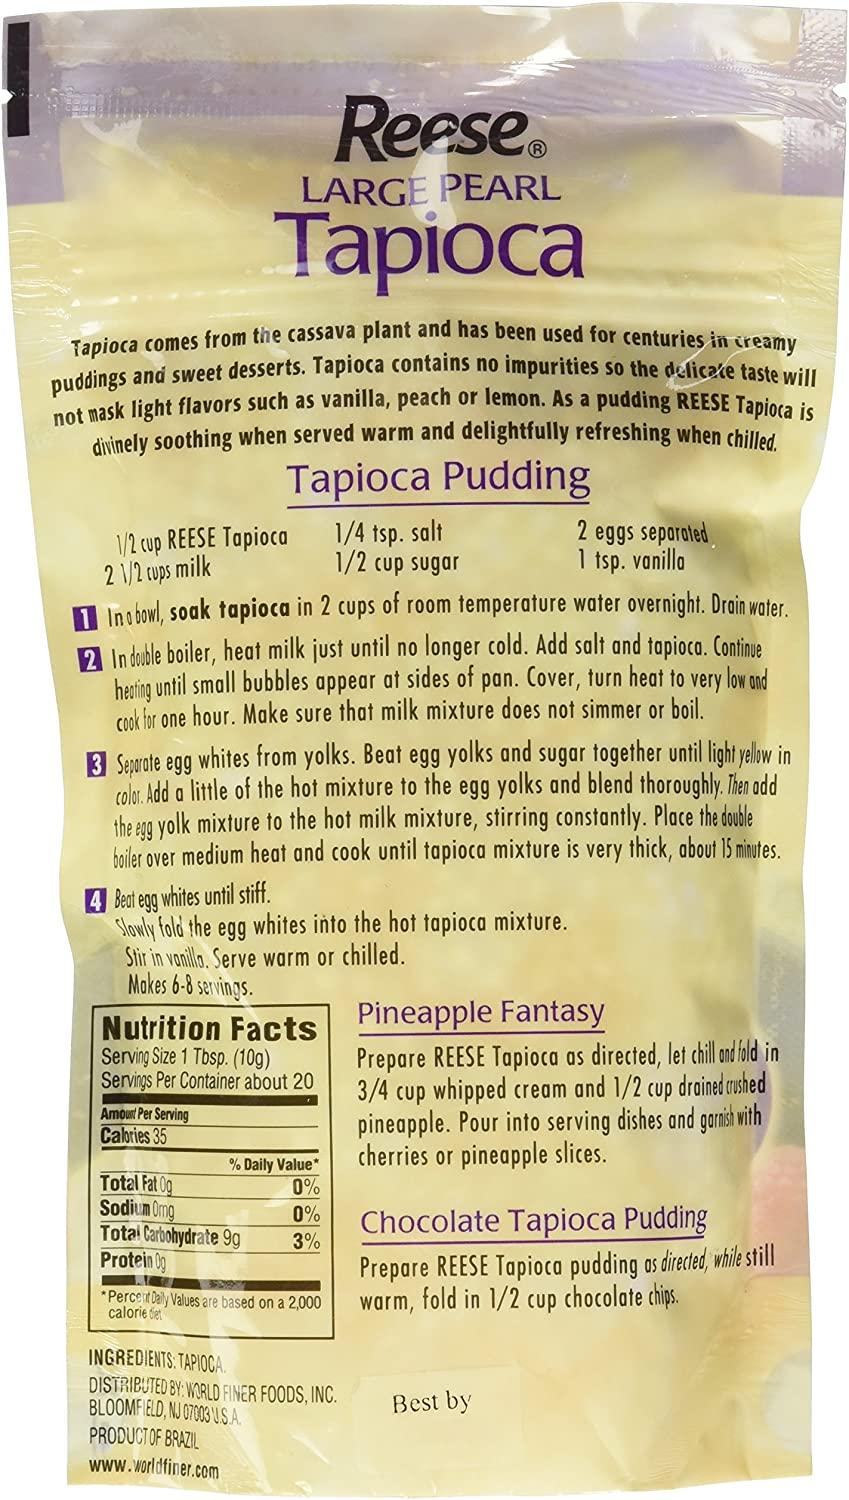 Reese®
LARGE PEARL
Tapioca
Tapioca comes from the cassava plant and has been used for centuries in creamy
puddings and sweet desserts. Tapioca contains no impurities so the delicate taste will
not mask light flavors such as vanilla, peach or lemon. As a pudding REESE Tapioca is
divinely soothing when served warm and delightfully refreshing when chilled.
Tapioca Pudding
1/2 cup REESE Tapioca 1/4 tsp. salt 2 eggs separated
2 1/2 cups milk 1/2 cup sugar 1 tsp. vanilla
1 In a bowl, soak tapioca in 2 cups of room temperature water overnight. Drain water.
2 In double boiler, heat milk just until no longer cold. Add salt and tapioca. Continue
heating until small bubbles appear at sides of pan. Cover, turn heat to very low and
cook for one hour. Make sure that milk mixture does not simmer or boil.
3 Separate egg whites from yolks. Beat egg yolks and sugar together until light yellow in
color. Add a little of the hot mixture to the egg yolks and blend thoroughly. Then add
the egg yolk mixture to the hot milk mixture, stirring constantly. Place the double
boiler over medium heat and cook until tapioca mixture is very thick, about 15 minutes.
4 Beat egg whites until stiff.
Slowly fold the egg whites into the hot tapioca mixture.
Stir in vanilla. Serve warm or chilled.
Makes 6-8 servings.
Nutrition Facts
Serving Size 1 Tbsp. (10g)
Servings Per Container about 20
Amount Per Serving
Calories 35
% Daily Value*
Total Fat 0g 0%
Sodium 0mg 0%
Total Carbohydrate 9g 3%
Protein 0g
*Percent Daily Values are based on a 2,000
calorie diet.
Pineapple Fantasy
Prepare REESE Tapioca as directed, let chill and fold in
3/4 cup whipped cream and 1/2 cup drained crushed
pineapple. Pour into serving dishes and garnish with
cherries or pineapple slices.
Chocolate Tapioca Pudding
Prepare REESE Tapioca pudding as directed, while still
warm, fold in 1/2 cup chocolate chips.
INGREDIENTS: TAPIOCA.
DISTRIBUTED BY: WORLD FINER FOODS, INC.
BLOOMFIELD, NJ 07003 U.S.A.
PRODUCT OF BRAZIL
www.worldfiner.com
Best by